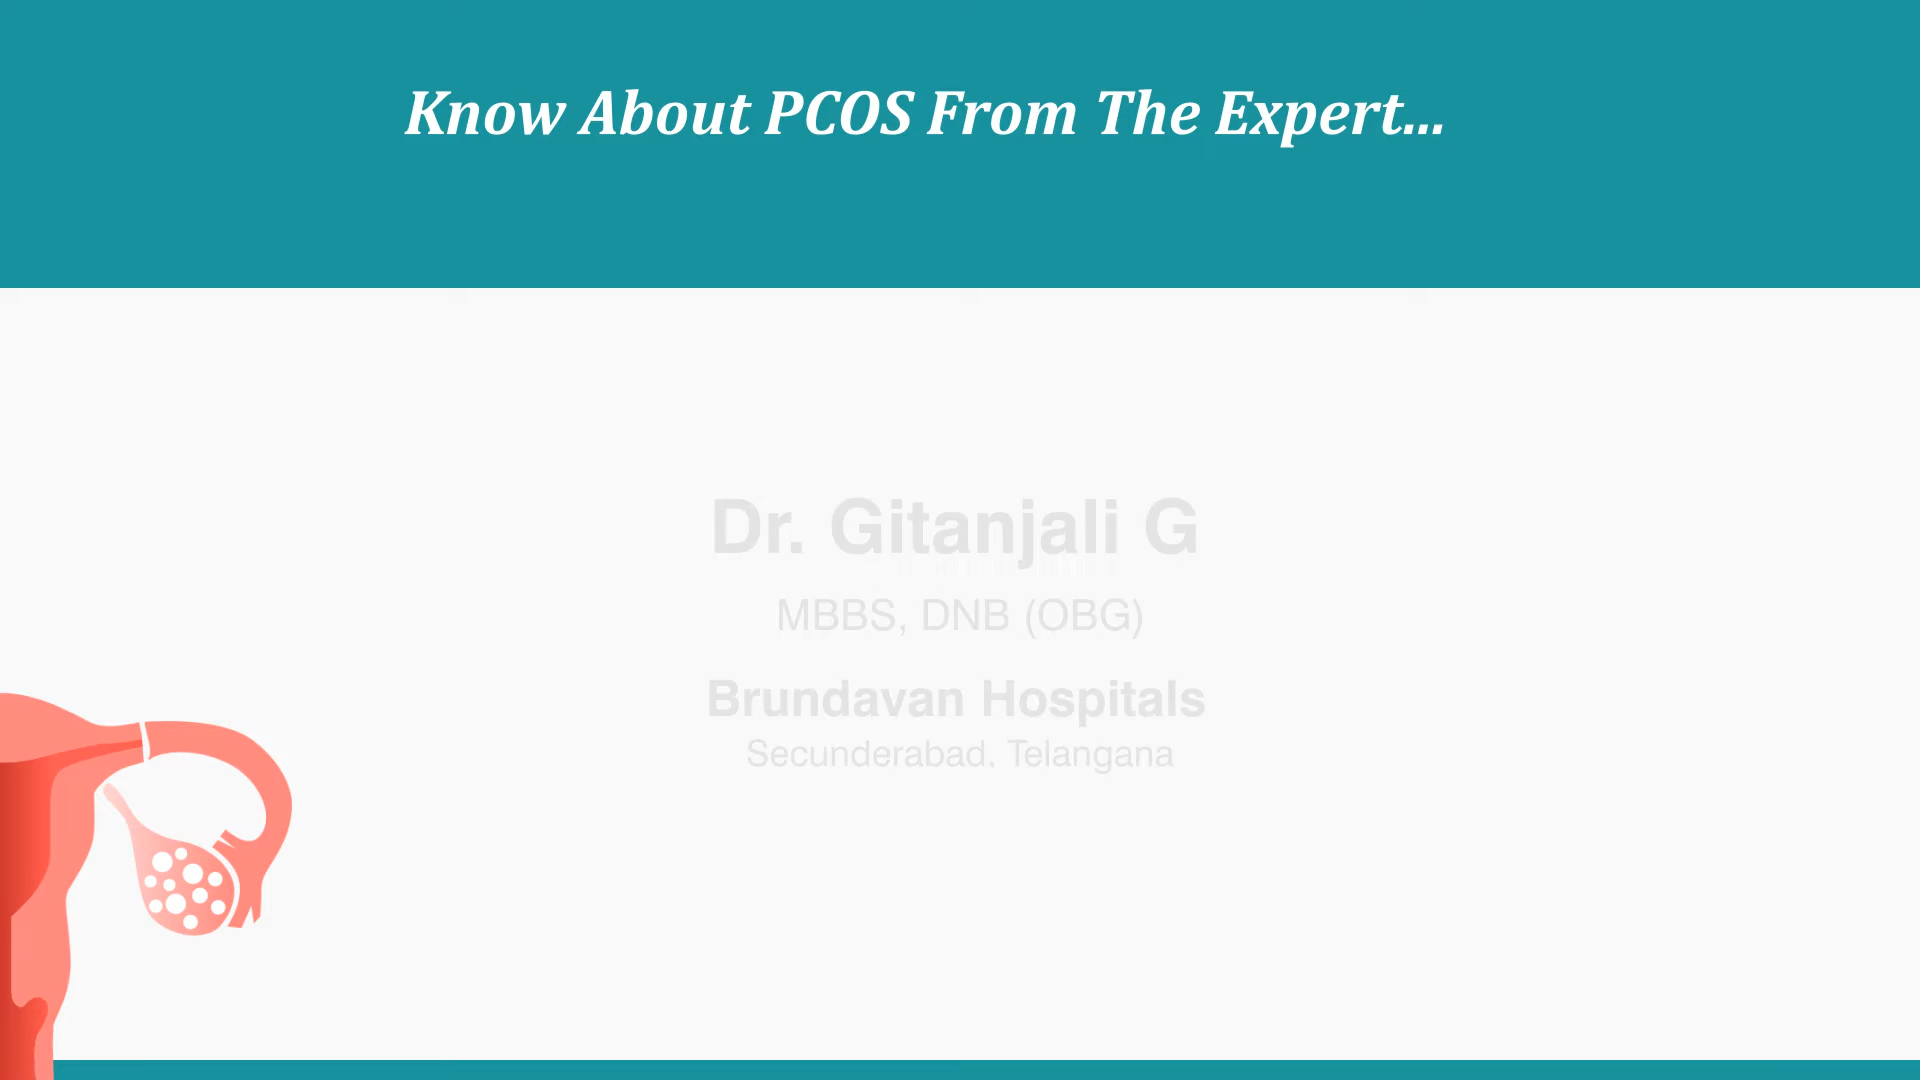 Know About PCOS From The Expert...
Dr. Gitanjali G
MBBS, DNB (OBG)
Brundavan Hospitals
Secunderabad. Telangana